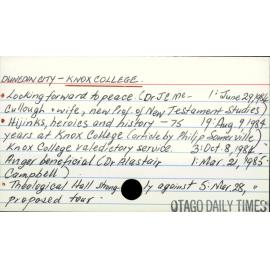 DUNEDIN CITY - KNOX COLLEGE.
• Looking forward to peace (Dr J.C. Mc- 1: June 29, 1984
Cullough & wife, new Prof. of New Testament Studies)
• Hijinks, heroics and history - 75 19: Aug 9, 1984
years at Knox College (article by Philip Somerville)
Knox College valedictory service. 3: Oct. 8, 1984
Anger beneficial (Dr Alastair 1: Mar. 21, 1985
Campbell)
• Theological Hall strong ly against 5: Mar. 28, "
proposed tour.
OTAGO DAILY TIMES